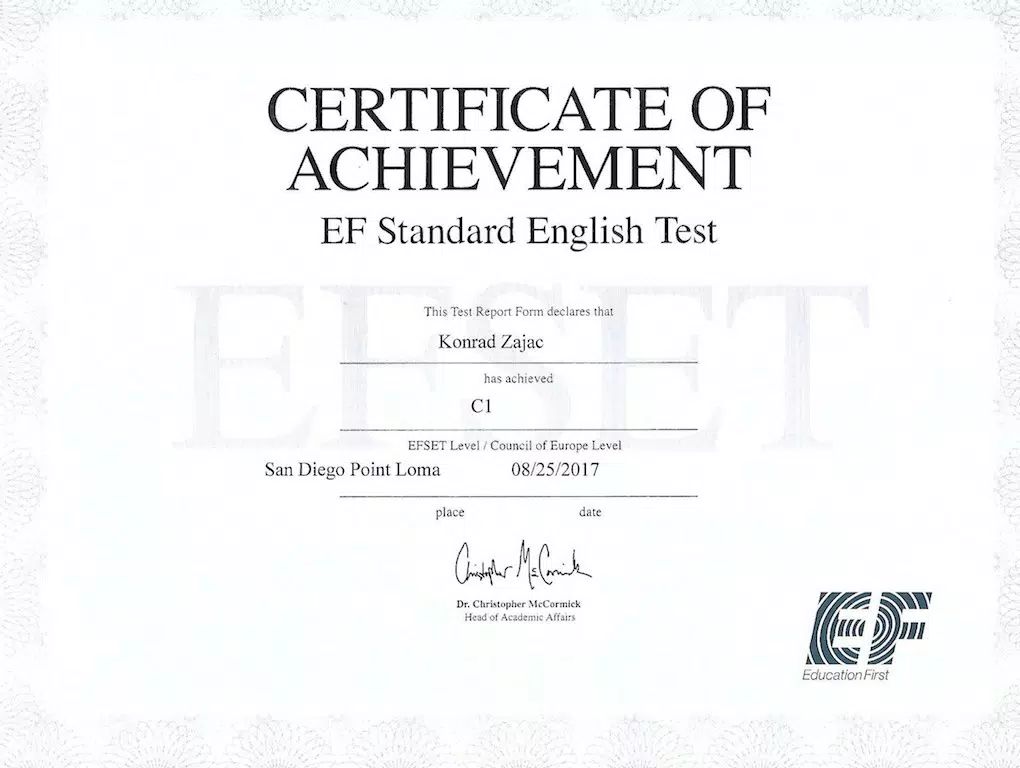 CERTIFICATE OF
ACHIEVEMENT
EF Standard English Test
EFSET
This Test Report Form declares that
Konrad Zajac
has achieved
C1
EFSET Level / Council of Europe Level
San Diego Point Loma 08/25/2017
place date
Christopher McCormick
Dr. Christopher McCormick
Head of Academic Affairs
EF
Education First